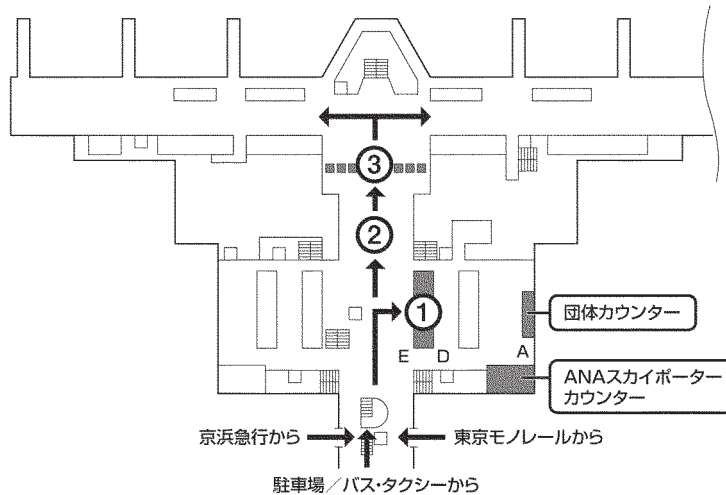 ③
②
①
団体カウンター
E D A
ANAスカイポーター
カウンター
京浜急行から
東京モノレールから
駐車場／バス・タクシーから